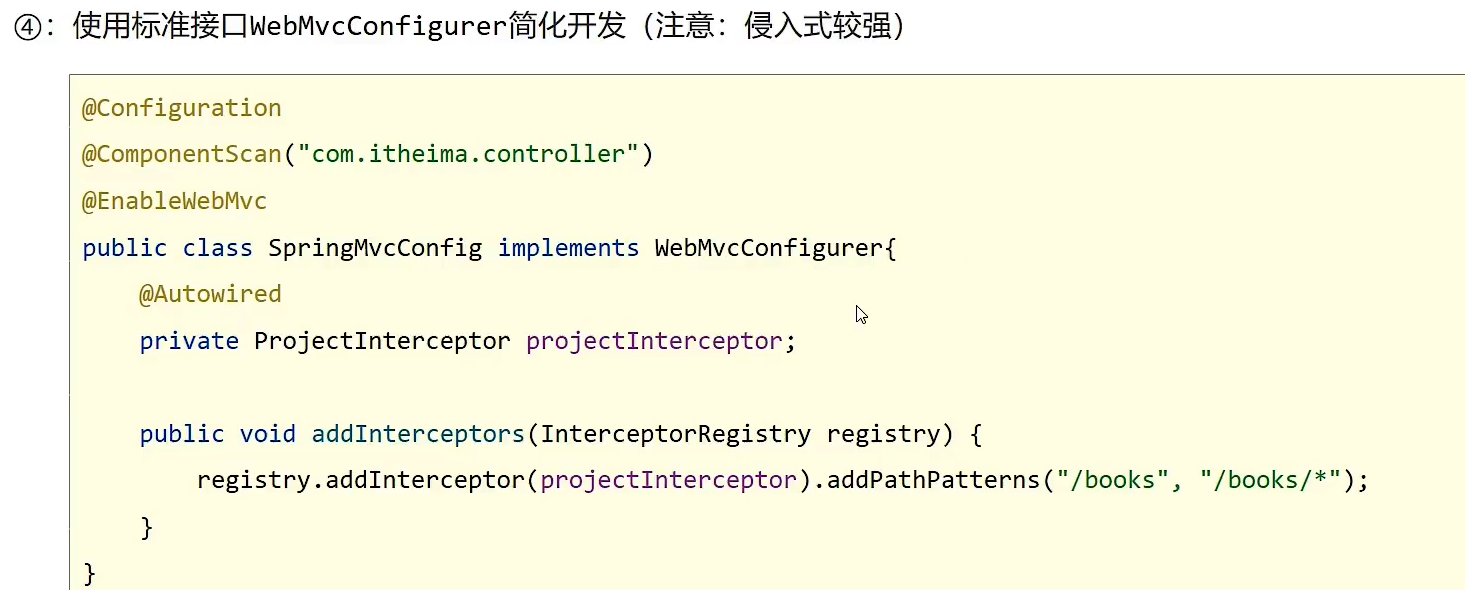 ④：使用标准接口WebMvcConfigurer简化开发（注意：侵入式较强）
@Configuration
@ComponentScan("com.itheima.controller")
@EnableWebMvc
public class SpringMvcConfig implements WebMvcConfigurer{
    @Autowired
    private ProjectInterceptor projectInterceptor;
    public void addInterceptors(InterceptorRegistry registry) {
        registry.addInterceptor(projectInterceptor).addPathPatterns("/books", "/books/*");
    }
}